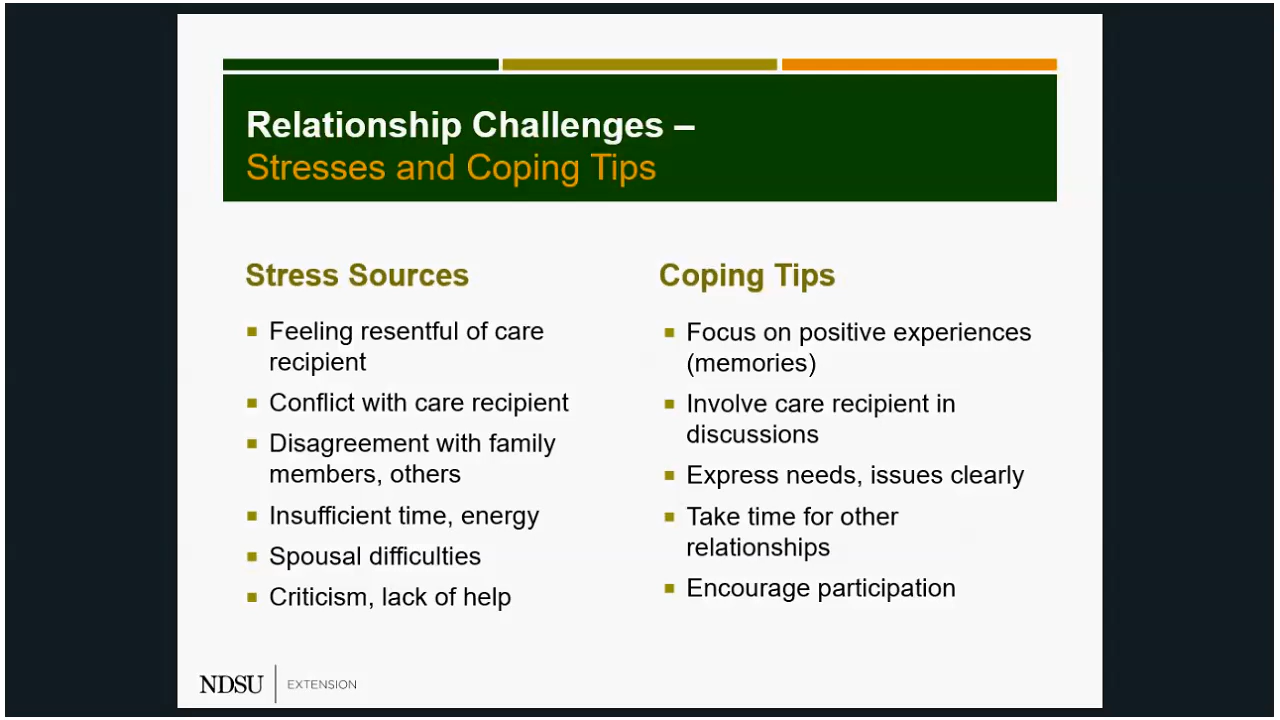 Relationship Challenges –
Stresses and Coping Tips
Stress Sources
Feeling resentful of care
recipient
Conflict with care recipient
Disagreement with family
members, others
Insufficient time, energy
Spousal difficulties
Criticism, lack of help
Coping Tips
Focus on positive experiences
(memories)
Involve care recipient in
discussions
Express needs, issues clearly
Take time for other
relationships
Encourage participation
NDSU EXTENSION